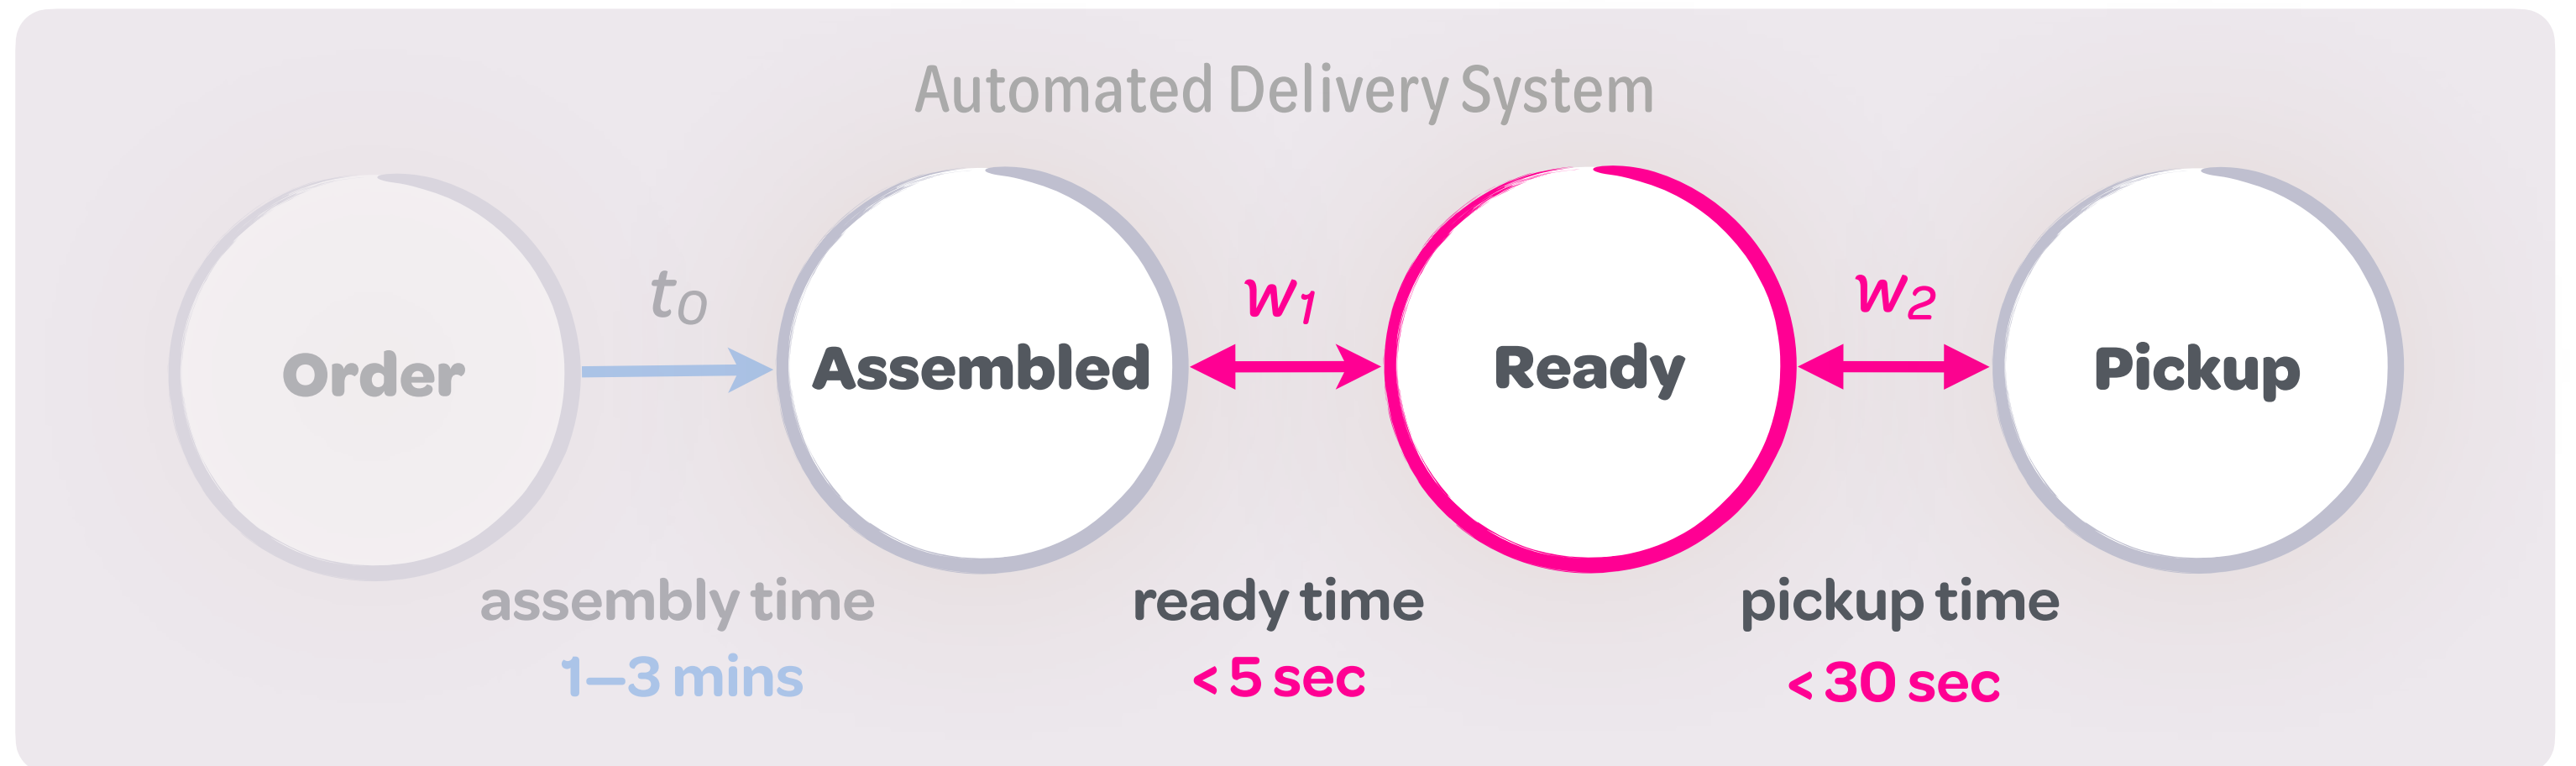 Automated Delivery System
t0
w1
w2
Order
Assembled
Ready
Pickup
assembly time
ready time
pickup time
1—3 mins
< 5 sec
< 30 sec